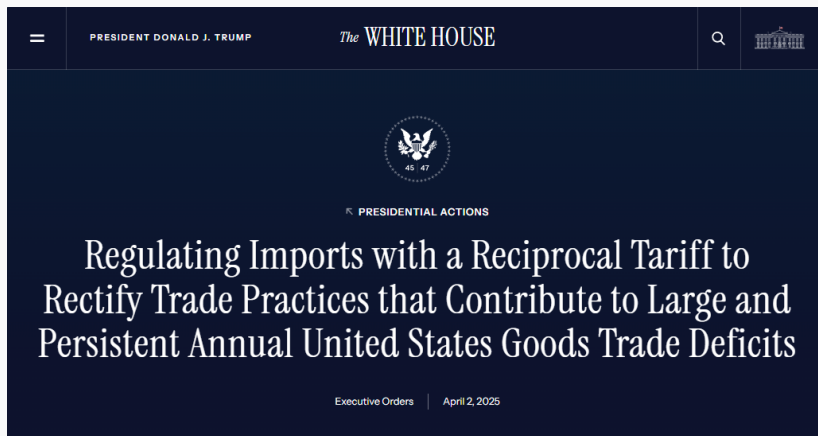 PRESIDENT DONALD J. TRUMP
The WHITE HOUSE
45 47
PRESIDENTIAL ACTIONS
Regulating Imports with a Reciprocal Tariff to
Rectify Trade Practices that Contribute to Large and
Persistent Annual United States Goods Trade Deficits
Executive Orders
April 2, 2025